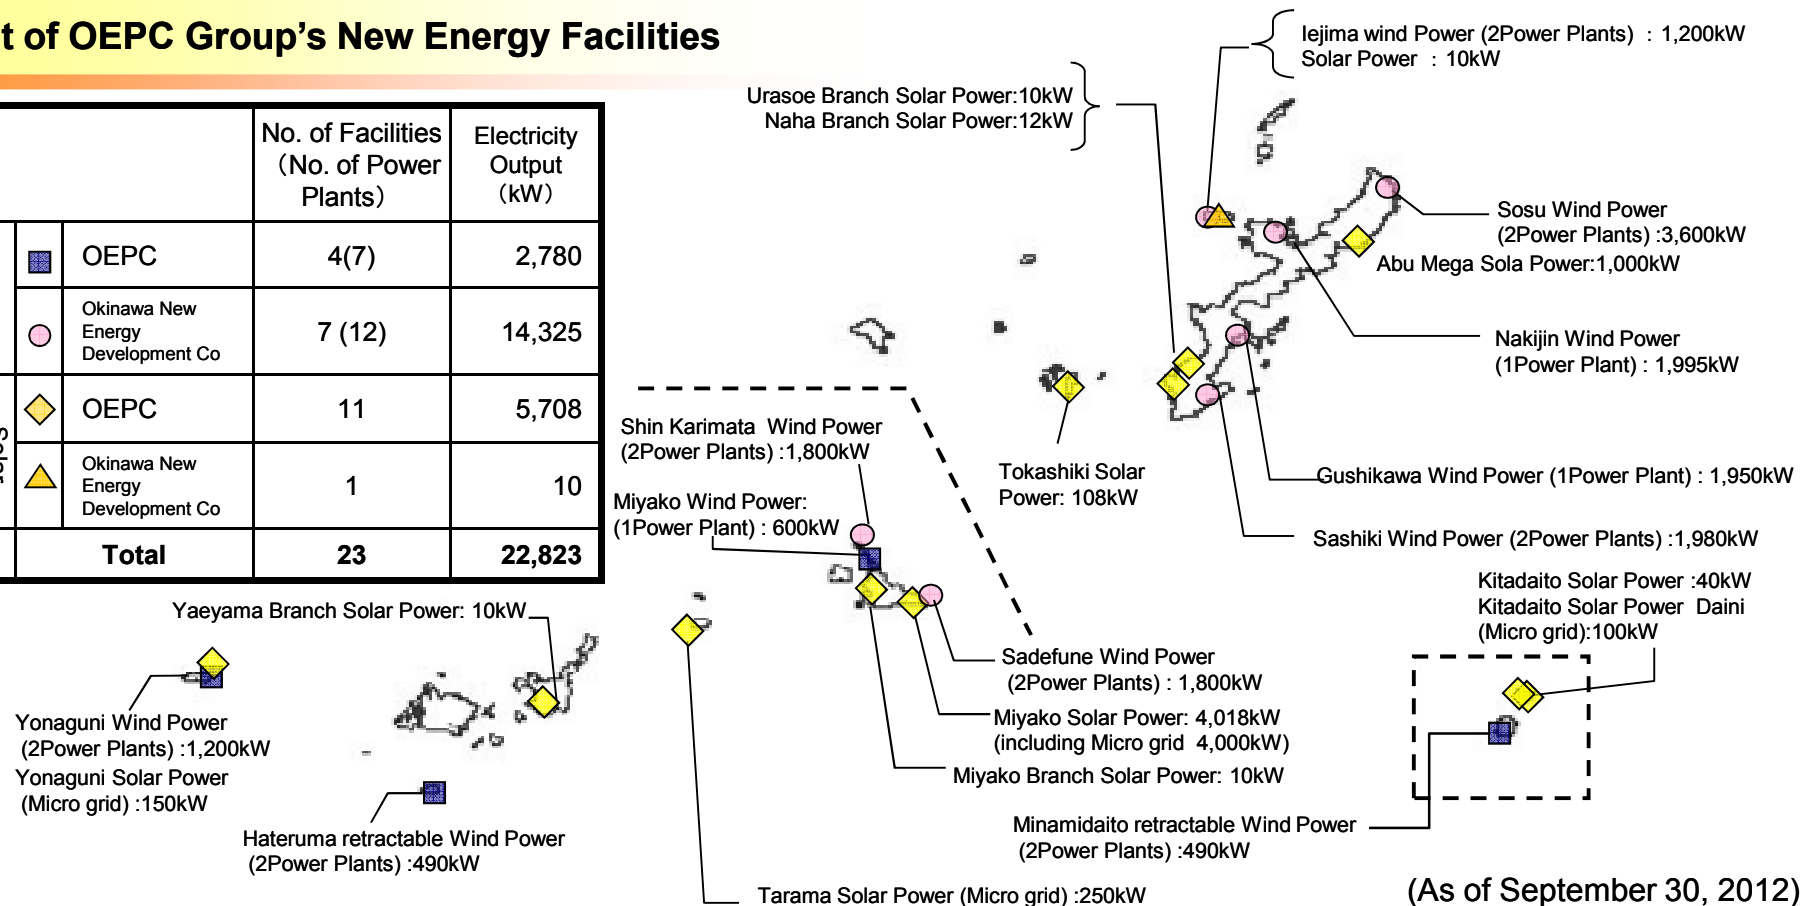 t of OEPC Group's New Energy Facilities
No. of Facilities
（No. of Power
Plants）
Electricity
Output
（kW）
OEPC
4(7)
2,780
Okinawa New
Energy
Development Co
7 (12)
14,325
Solar
OEPC
11
5,708
Okinawa New
Energy
Development Co
1
10
Total
23
22,823
Iejima wind Power (2Power Plants) : 1,200kW
Solar Power : 10kW
Urasoe Branch Solar Power:10kW
Naha Branch Solar Power:12kW
Sosu Wind Power
(2Power Plants) :3,600kW
Abu Mega Sola Power:1,000kW
Nakijin Wind Power
(1Power Plant) : 1,995kW
Shin Karimata Wind Power
(2Power Plants) :1,800kW
Tokashiki Solar
Power: 108kW
Gushikawa Wind Power (1Power Plant) : 1,950kW
Miyako Wind Power:
(1Power Plant) : 600kW
Sashiki Wind Power (2Power Plants) :1,980kW
Kitadaito Solar Power :40kW
Kitadaito Solar Power Daini
(Micro grid):100kW
Yaeyama Branch Solar Power: 10kW
Sadefune Wind Power
(2Power Plants) : 1,800kW
Yonaguni Wind Power
(2Power Plants) :1,200kW
Yonaguni Solar Power
(Micro grid) :150kW
Miyako Solar Power: 4,018kW
(including Micro grid 4,000kW)
Miyako Branch Solar Power: 10kW
Hateruma retractable Wind Power
(2Power Plants) :490kW
Minamidaito retractable Wind Power
(2Power Plants) :490kW
Tarama Solar Power (Micro grid) :250kW
(As of September 30, 2012)